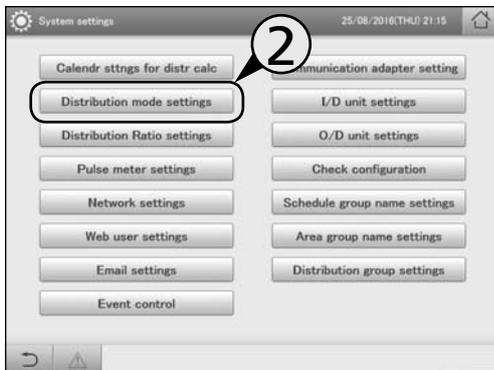 System settings
25/08/2016(THU) 21:15
2
Calendr sttngs for distr calc
mmunication adapter setting
Distribution mode settings
I/D unit settings
Distribution Ratio settings
O/D unit settings
Pulse meter settings
Check configuration
Network settings
Schedule group name settings
Web user settings
Area group name settings
Email settings
Distribution group settings
Event control